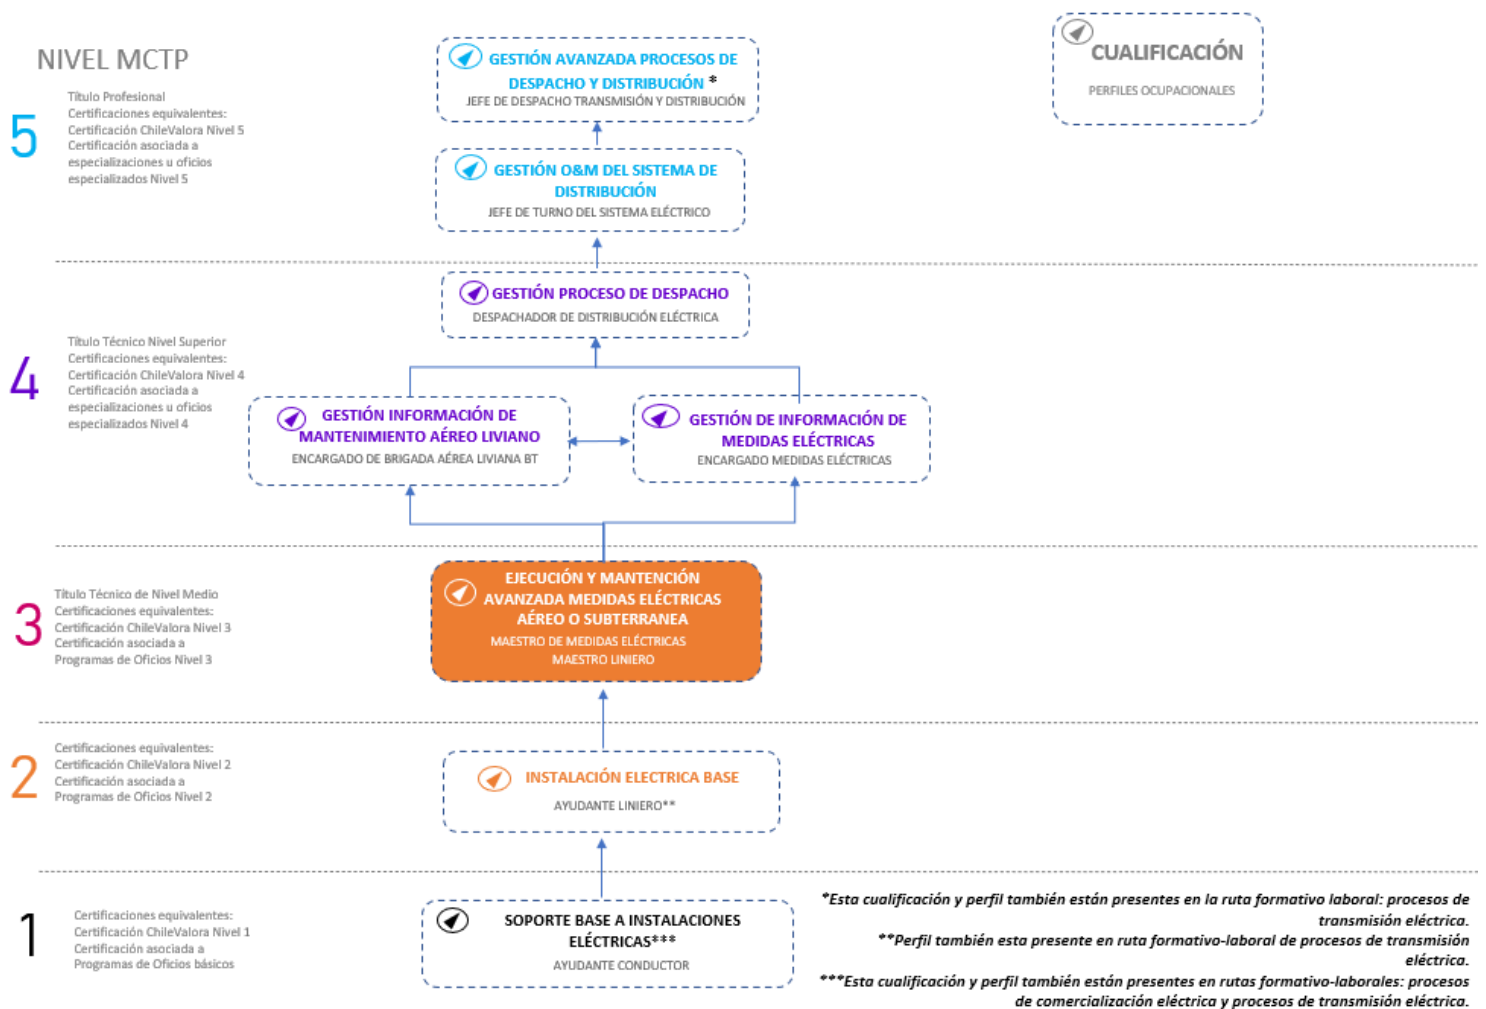 NIVEL MCTP
CUALIFICACIÓN
PERFILES OCUPACIONALES
5
Título Profesional
Certificaciones equivalentes:
Certificación ChileValora Nivel 5
Certificación asociada a
especializaciones u oficios
especializados Nivel 5
GESTIÓN AVANZADA PROCESOS DE
DESPACHO Y DISTRIBUCIÓN *
JEFE DE DESPACHO TRANSMISIÓN Y DISTRIBUCIÓN
GESTIÓN O&M DEL SISTEMA DE
DISTRIBUCIÓN
JEFE DE TURNO DEL SISTEMA ELÉCTRICO
4
Título Técnico Nivel Superior
Certificaciones equivalentes:
Certificación ChileValora Nivel 4
Certificación asociada a
especializaciones u oficios
especializados Nivel 4
GESTIÓN PROCESO DE DESPACHO
DESPACHADOR DE DISTRIBUCIÓN ELÉCTRICA
GESTIÓN INFORMACIÓN DE
MANTENIMIENTO AÉREO LIVIANO
ENCARGADO DE BRIGADA AÉREA LIVIANA BT
GESTIÓN DE INFORMACIÓN DE
MEDIDAS ELÉCTRICAS
ENCARGADO MEDIDAS ELÉCTRICAS
3
Título Técnico de Nivel Medio
Certificaciones equivalentes:
Certificación ChileValora Nivel 3
Certificación asociada a
Programas de Oficios Nivel 3
EJECUCIÓN Y MANTENCIÓN
AVANZADA MEDIDAS ELÉCTRICAS
AÉREO O SUBTERRANEA
MAESTRO DE MEDIDAS ELÉCTRICAS
MAESTRO LINIERO
2
Certificaciones equivalentes:
Certificación ChileValora Nivel 2
Certificación asociada a
Programas de Oficios Nivel 2
INSTALACIÓN ELECTRICA BASE
AYUDANTE LINIERO**
1
Certificaciones equivalentes:
Certificación ChileValora Nivel 1
Certificación asociada a
Programas de Oficios básicos
SOPORTE BASE A INSTALACIONES
ELÉCTRICAS***
AYUDANTE CONDUCTOR
*Esta cualificación y perfil también están presentes en la ruta formativo laboral: procesos de
transmisión eléctrica.
**Perfil también esta presente en ruta formativo-laboral de procesos de transmisión
eléctrica.
***Esta cualificación y perfil también están presentes en rutas formativo-laborales: procesos
de comercialización eléctrica y procesos de transmisión eléctrica.